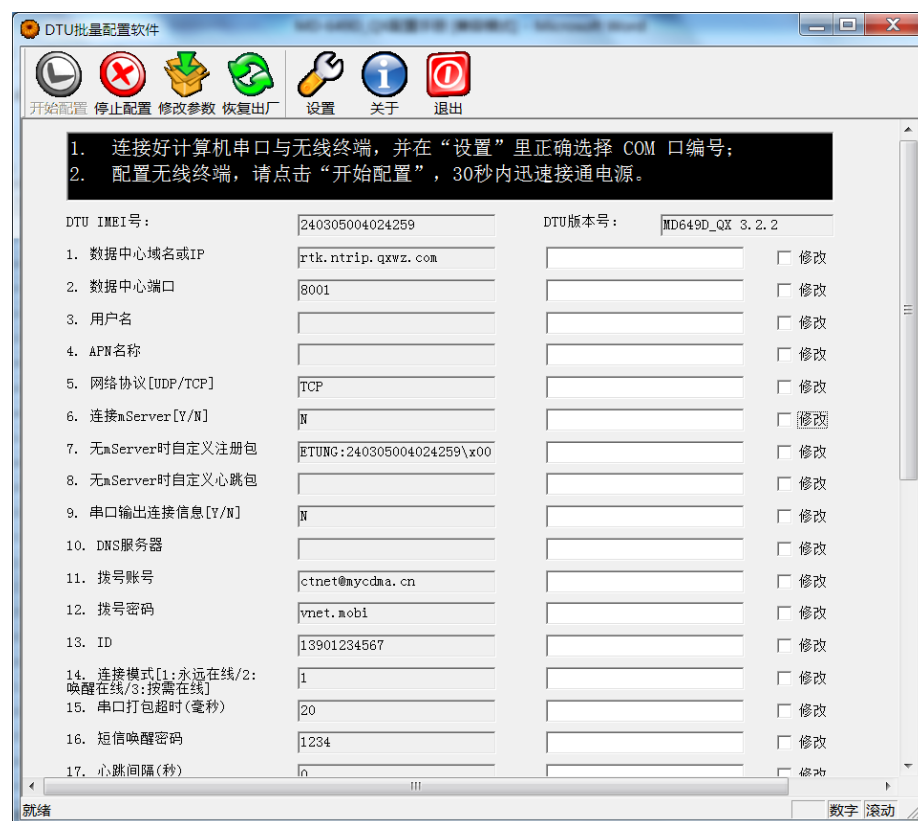 DTU批量配置软件
开始配置 停止配置 修改参数 恢复出厂 设置 关于 退出
1. 连接好计算机串口与无线终端，并在“设置”里正确选择 COM 口编号；
2. 配置无线终端，请点击“开始配置”，30秒内迅速接通电源。
DTU IMEI号： 240305004024259 DTU版本号： MD649D_QX 3.2.2
1. 数据中心域名或IP rtk.ntrip.qxwz.com 修改
2. 数据中心端口 8001 修改
3. 用户名 修改
4. APN名称 修改
5. 网络协议[UDP/TCP] TCP 修改
6. 连接mServer[Y/N] N 修改
7. 无mServer时自定义注册包 ETUNG:240305004024259\x00 修改
8. 无mServer时自定义心跳包 修改
9. 串口输出连接信息[Y/N] N 修改
10. DNS服务器 修改
11. 拨号账号 ctnet@mycdma.cn 修改
12. 拨号密码 vnet.mobi 修改
13. ID 13901234567 修改
14. 连接模式[1:永远在线/2:
唤醒在线/3:按需在线] 1 修改
15. 串口打包超时(毫秒) 20 修改
16. 短信唤醒密码 1234 修改
17. 心跳间隔(秒) 0 修改
就绪 数字 滚动